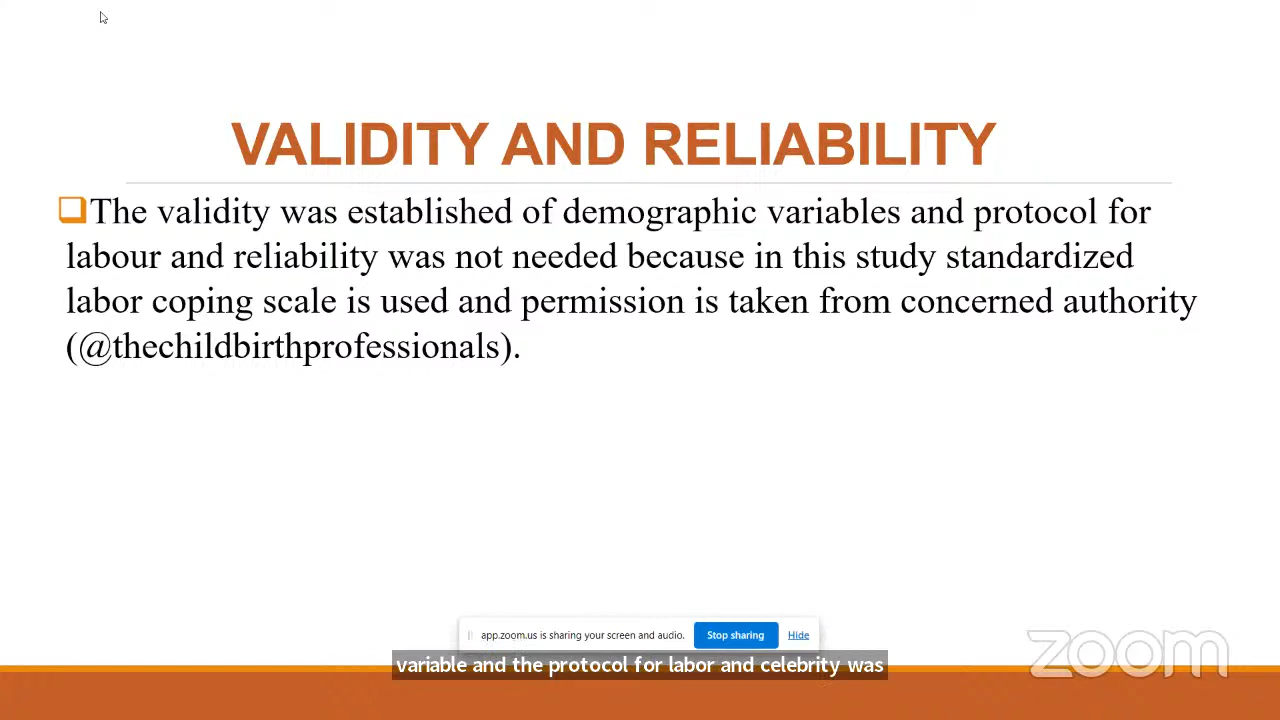 VALIDITY AND RELIABILITY
The validity was established of demographic variables and protocol for
labour and reliability was not needed because in this study standardized
labor coping scale is used and permission is taken from concerned authority
(@thechildbirthprofessionals).
app.zoom.us is sharing your screen and audio. Stop sharing Hide
variable and the protocol for labor and celebrity was
zoom